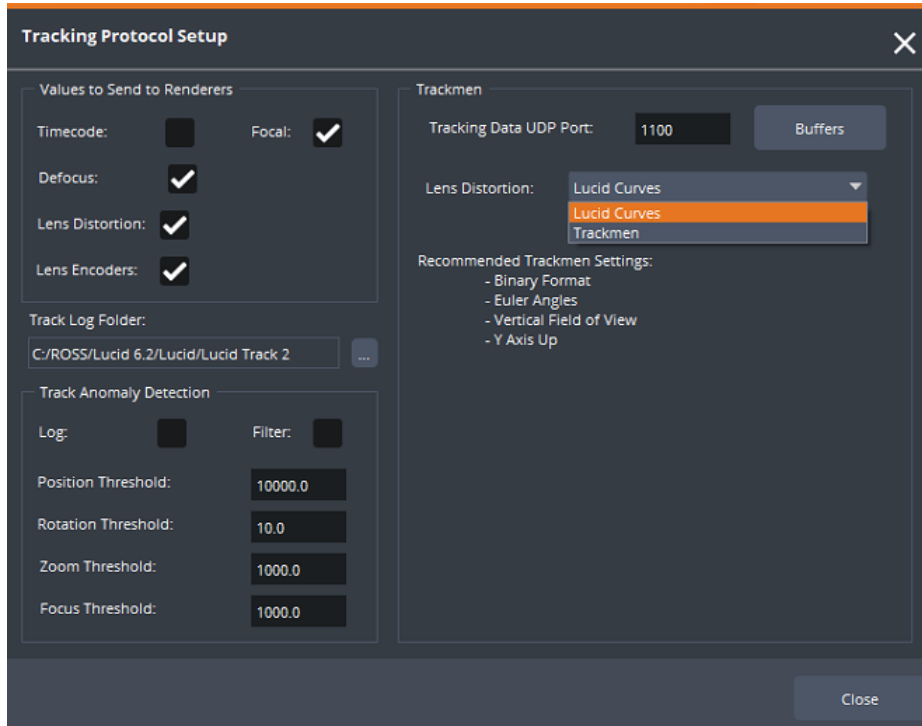 Tracking Protocol Setup
Values to Send to Renderers
Timecode: Focal:
Defocus:
Lens Distortion:
Lens Encoders:
Track Log Folder:
C:/ROSS/Lucid 6.2/Lucid/Lucid Track 2 ...
Track Anomaly Detection
Log: Filter:
Position Threshold: 10000.0
Rotation Threshold: 10.0
Zoom Threshold: 1000.0
Focus Threshold: 1000.0
Trackmen
Tracking Data UDP Port: 1100 Buffers
Lens Distortion: Lucid Curves
Lucid Curves
Trackmen
Recommended Trackmen Settings:
- Binary Format
- Euler Angles
- Vertical Field of View
- Y Axis Up
Close